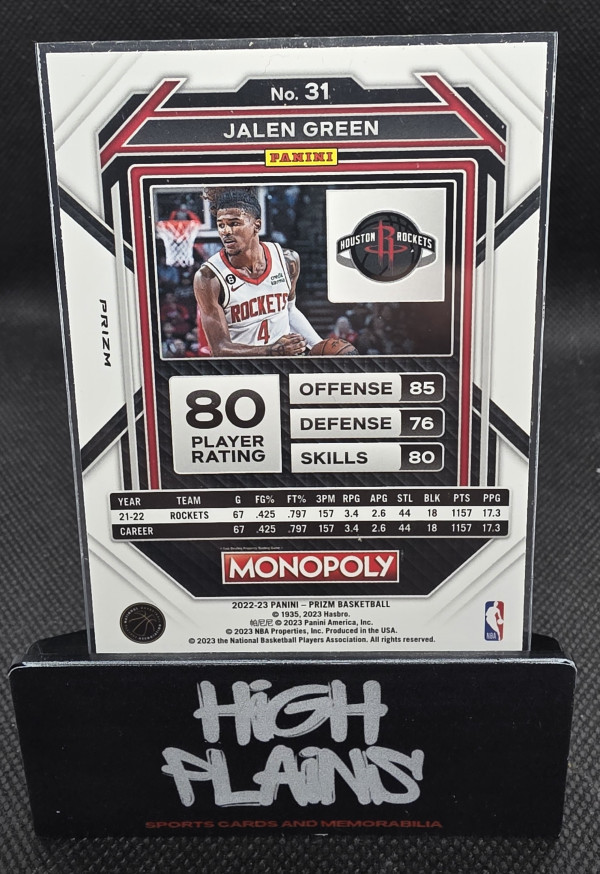 No. 31
JALEN GREEN
PANINI
HOUSTON ROCKETS
6
ROCKETS
4
PRIZM
80
PLAYER
RATING
OFFENSE 85
DEFENSE 76
SKILLS 80
YEAR TEAM G FG% FT% 3PM RPG APG STL BLK PTS PPG
21-22 ROCKETS 67 .425 .797 157 3.4 2.6 44 18 1157 17.3
CAREER 67 .425 .797 157 3.4 2.6 44 18 1157 17.3
MONOPOLY
2022-23 PANINI – PRIZM BASKETBALL
© 1935, 2023 Hasbro.
帕尼尼 © 2023 Panini America, Inc.
© 2023 NBA Properties, Inc. Produced in the USA.
© 2023 the National Basketball Players Association. All rights reserved.
NBA
HIGH
PLAINS
SPORTS CARDS AND MEMORABILIA